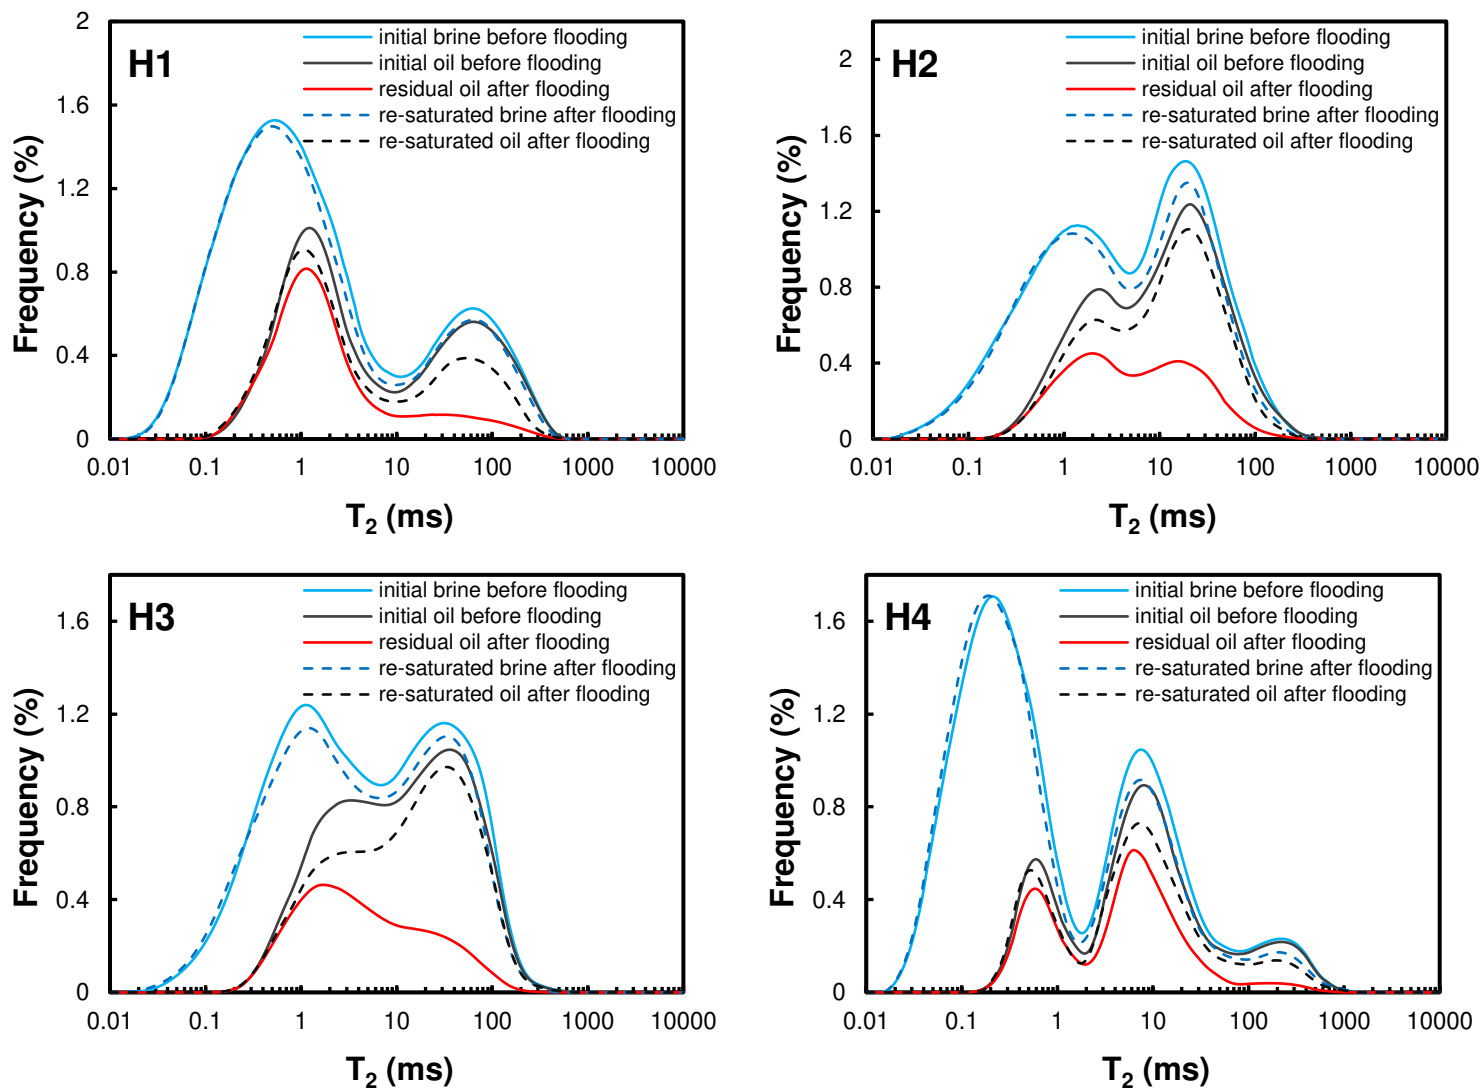 H1
initial brine before flooding
initial oil before flooding
residual oil after flooding
re-saturated brine after flooding
re-saturated oil after flooding
Frequency (%)
2
1.6
1.2
0.8
0.4
0
0.01 0.1 1 10 100 1000 10000
T2 (ms)
H2
initial brine before flooding
initial oil before flooding
residual oil after flooding
re-saturated brine after flooding
re-saturated oil after flooding
Frequency (%)
2
1.6
1.2
0.8
0.4
0
0.01 0.1 1 10 100 1000 10000
T2 (ms)
H3
initial brine before flooding
initial oil before flooding
residual oil after flooding
re-saturated brine after flooding
re-saturated oil after flooding
Frequency (%)
1.6
1.2
0.8
0.4
0
0.01 0.1 1 10 100 1000 10000
T2 (ms)
H4
initial brine before flooding
initial oil before flooding
residual oil after flooding
re-saturated brine after flooding
re-saturated oil after flooding
Frequency (%)
1.6
1.2
0.8
0.4
0
0.01 0.1 1 10 100 1000 10000
T2 (ms)